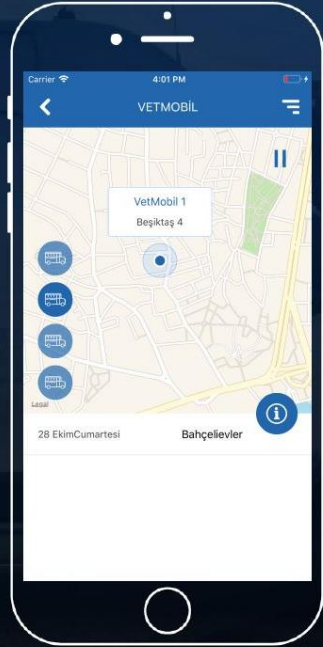 Carrier
4:01 PM
VETMOBİL
VetMobil 1
Beşiktaş 4
Legal
28 EkimCumartesi
Bahçelievler